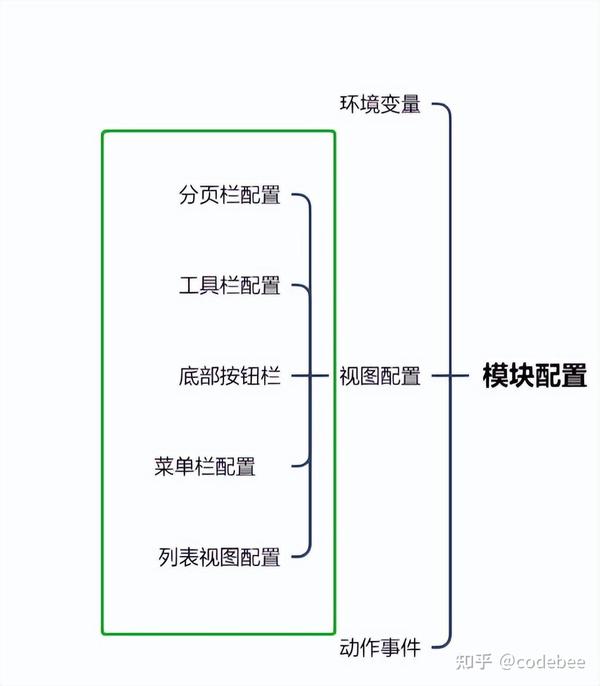 环境变量
分页栏配置
工具栏配置
底部按钮栏
视图配置
模块配置
菜单栏配置
列表视图配置
动作事件
知乎 @codebee